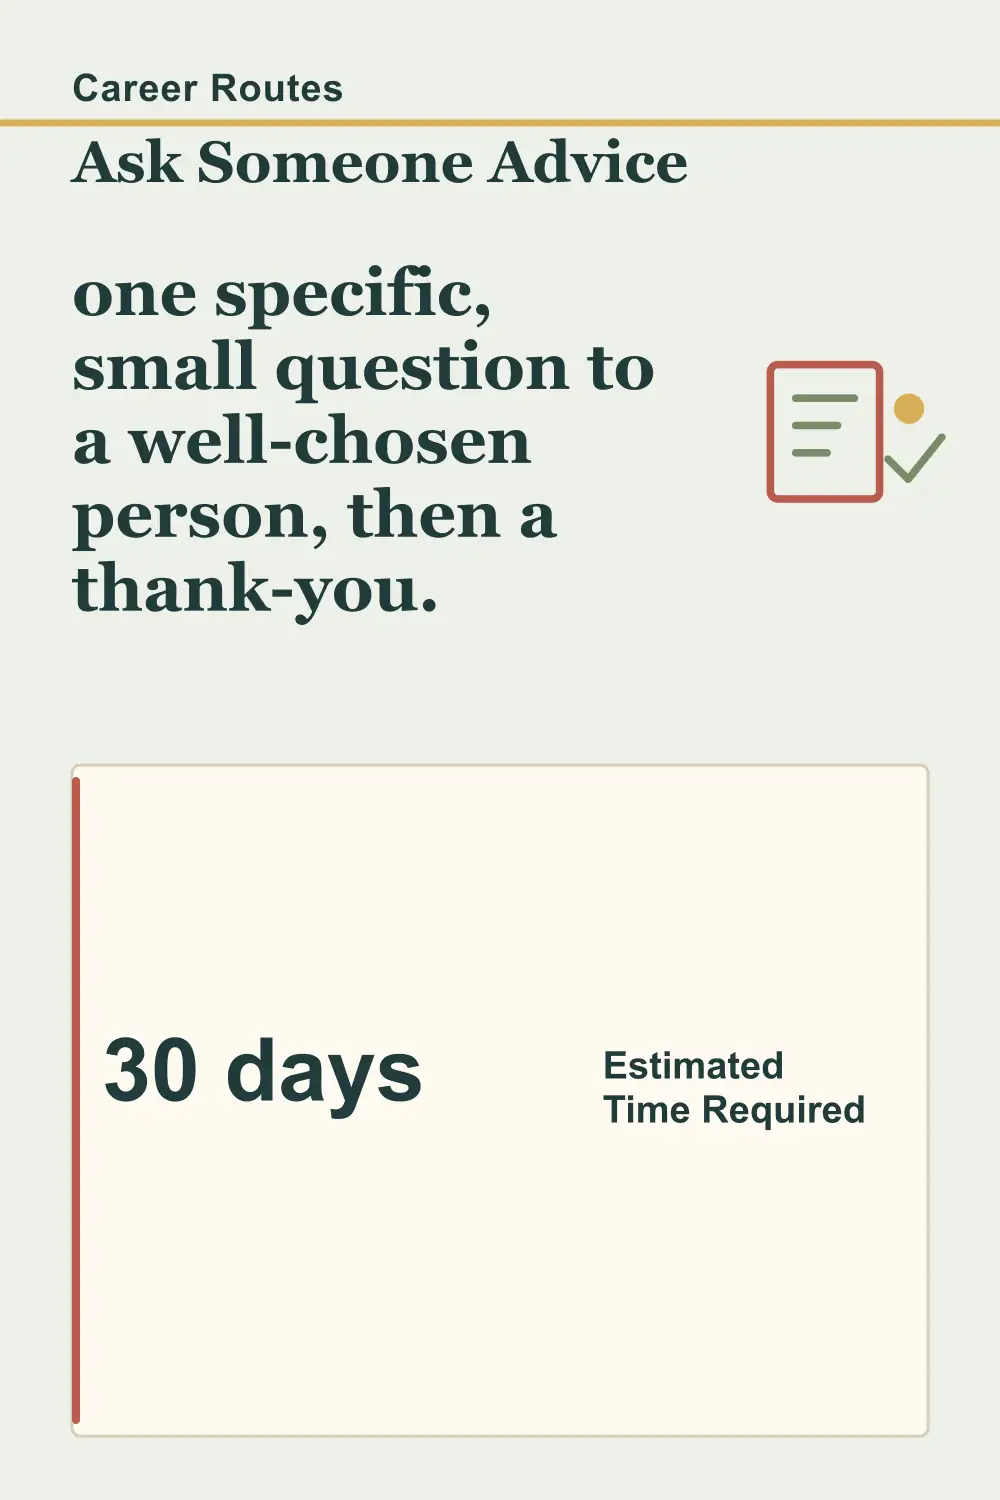 Career Routes
Ask Someone Advice
one specific,
small question to
a well-chosen
person, then a
thank-you.
30 days
Estimated
Time Required